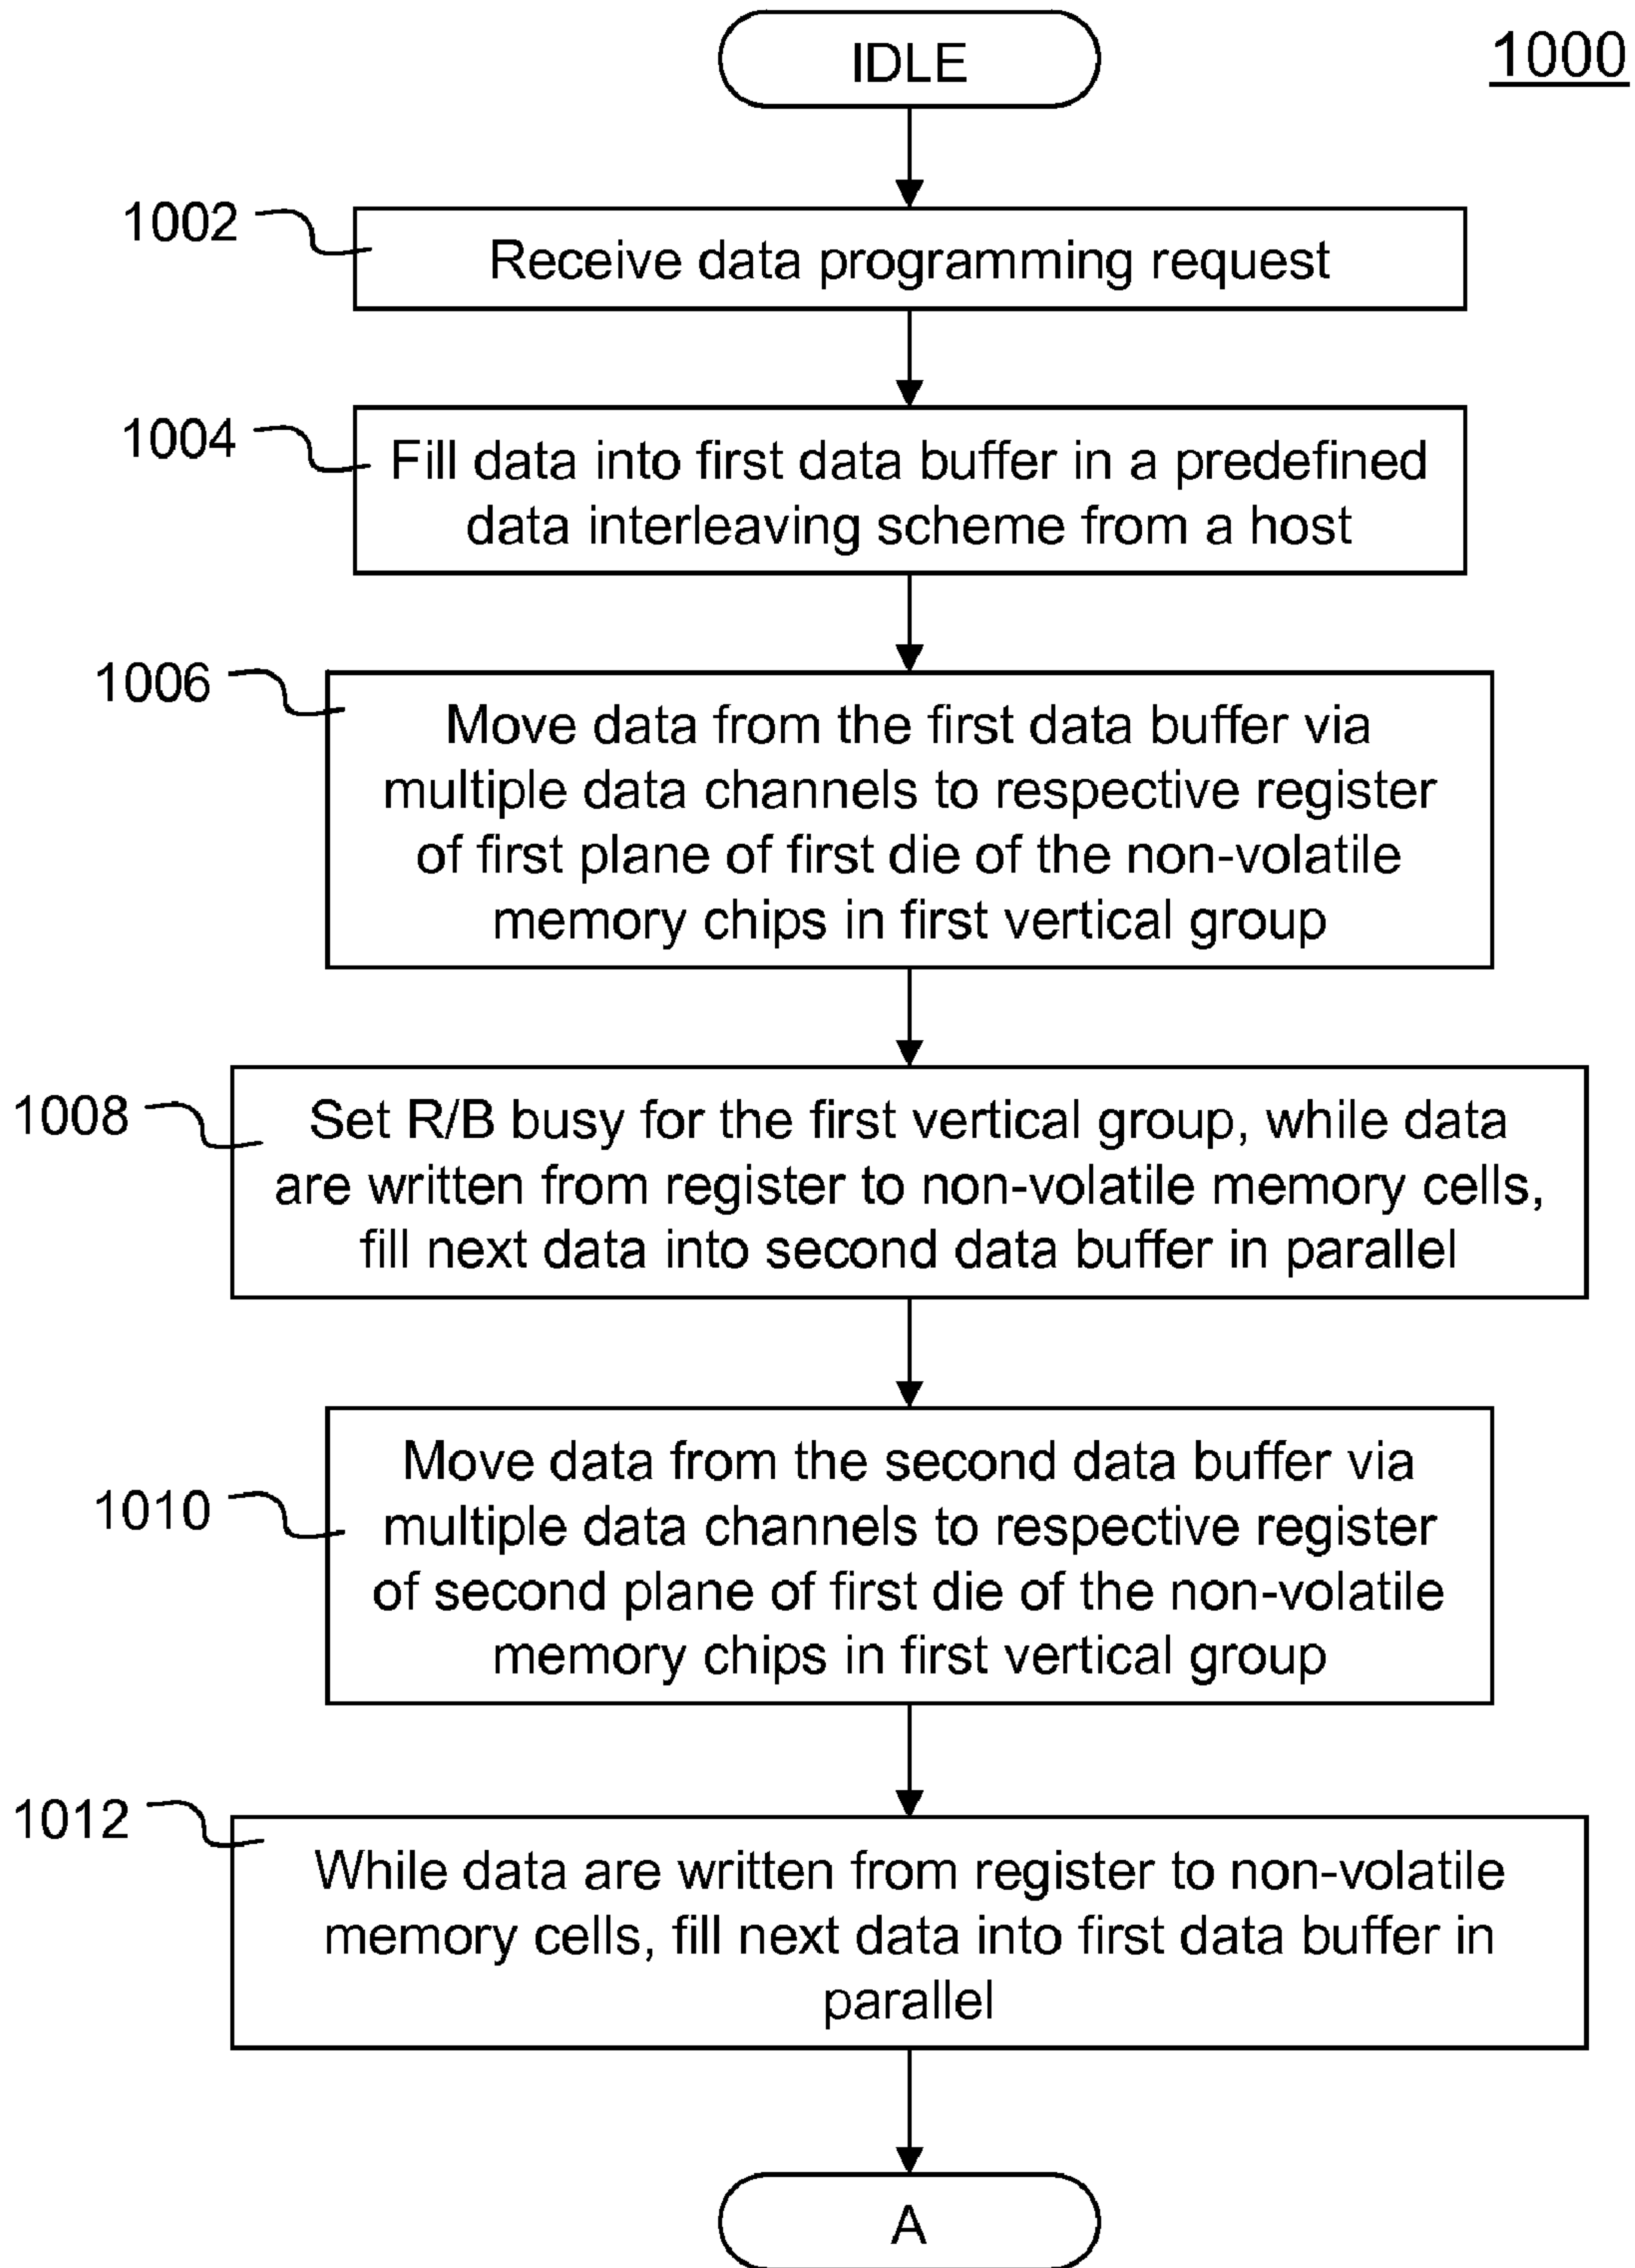 IDLE
1000
1002
Receive data programming request
1004
Fill data into first data buffer in a predefined
data interleaving scheme from a host
1006
Move data from the first data buffer via
multiple data channels to respective register
of first plane of first die of the non-volatile
memory chips in first vertical group
1008
Set R/B busy for the first vertical group, while data
are written from register to non-volatile memory cells,
fill next data into second data buffer in parallel
1010
Move data from the second data buffer via
multiple data channels to respective register
of second plane of first die of the non-volatile
memory chips in first vertical group
1012
While data are written from register to non-volatile
memory cells, fill next data into first data buffer in
parallel
A